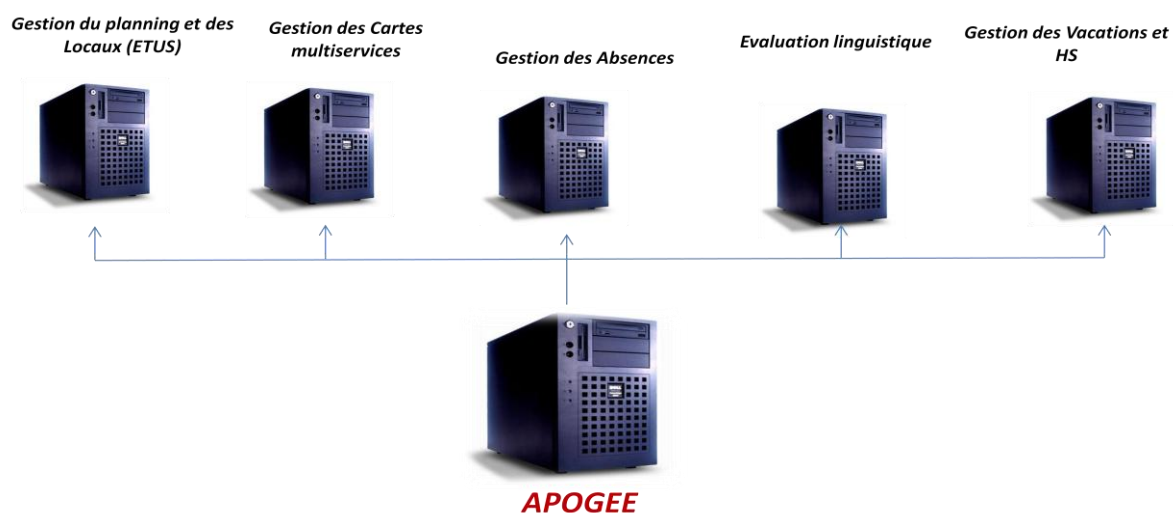 Gestion du planning et des
Locaux (ETUS)
Gestion des Cartes
multiservices
Gestion des Absences
Evaluation linguistique
Gestion des Vacations et
HS
APOGEE